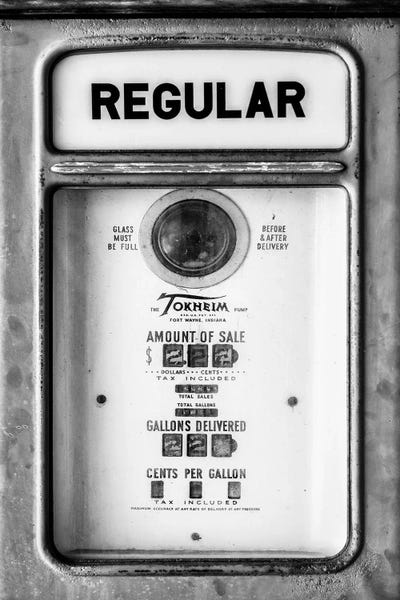 REGULAR
GLASS MUST BE FULL
BEFORE & AFTER DELIVERY
THE TOKHEIM PUMP
FORT WAYNE, INDIANA
AMOUNT OF SALE
$
DOLLARS CENTS
TAX INCLUDED
TOTAL SALES
TOTAL GALLONS
GALLONS DELIVERED
CENTS PER GALLON
TAX INCLUDED